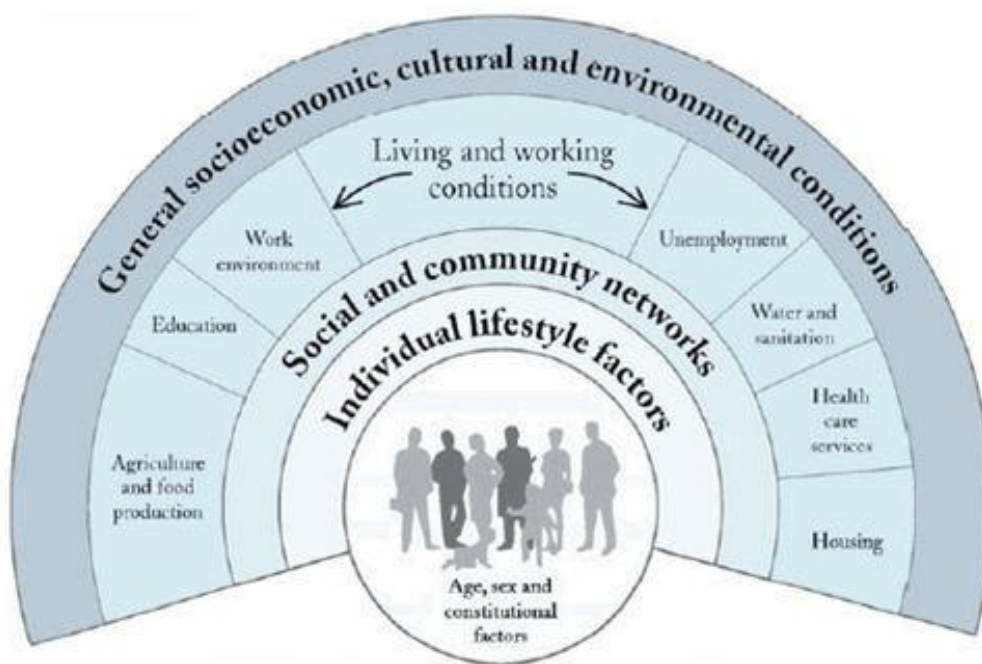 General socioeconomic, cultural and environmental conditions
Living and working
conditions
Work
environment
Unemployment
Education
Water and
sanitation
Agriculture
and food
production
Health
care
services
Housing
Social and community networks
Individual lifestyle factors
Age, sex and
constitutional
factors